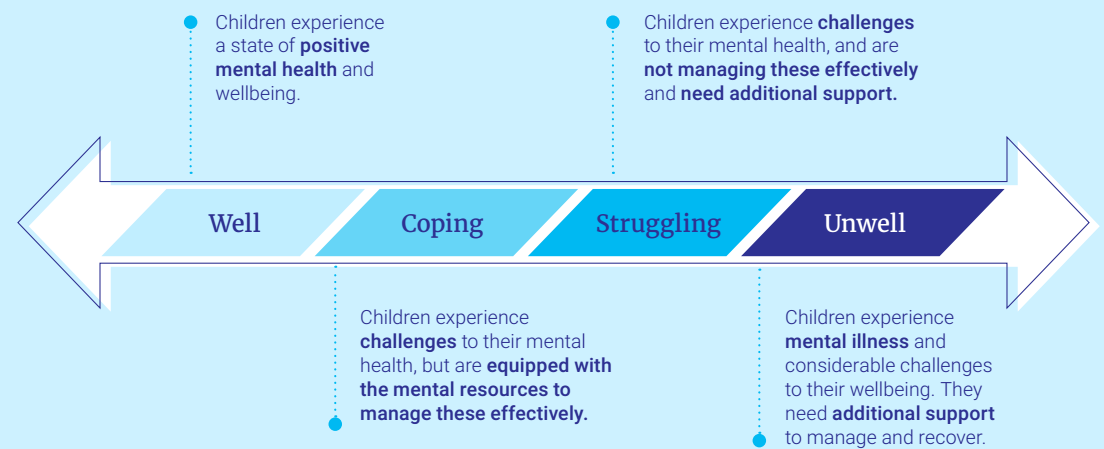 Children experience
a state of positive
mental health and
wellbeing.
Children experience challenges
to their mental health, and are
not managing these effectively
and need additional support.
Well
Coping
Struggling
Unwell
Children experience
challenges to their mental
health, but are equipped with
the mental resources to
manage these effectively.
Children experience
mental illness and
considerable challenges
to their wellbeing. They
need additional support
to manage and recover.